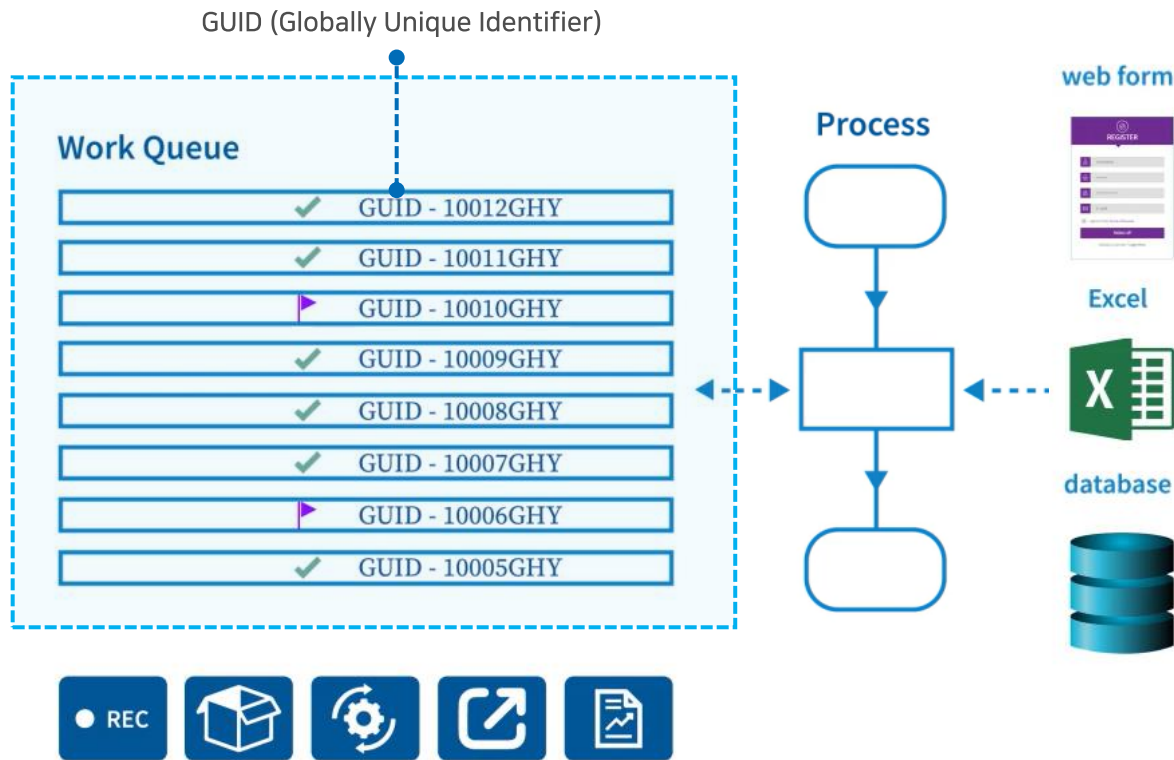 GUID (Globally Unique Identifier)
Work Queue
GUID - 10012GHY
GUID - 10011GHY
GUID - 10010GHY
GUID - 10009GHY
GUID - 10008GHY
GUID - 10007GHY
GUID - 10006GHY
GUID - 10005GHY
REC
Process
web form
REGISTER
Excel
X
database